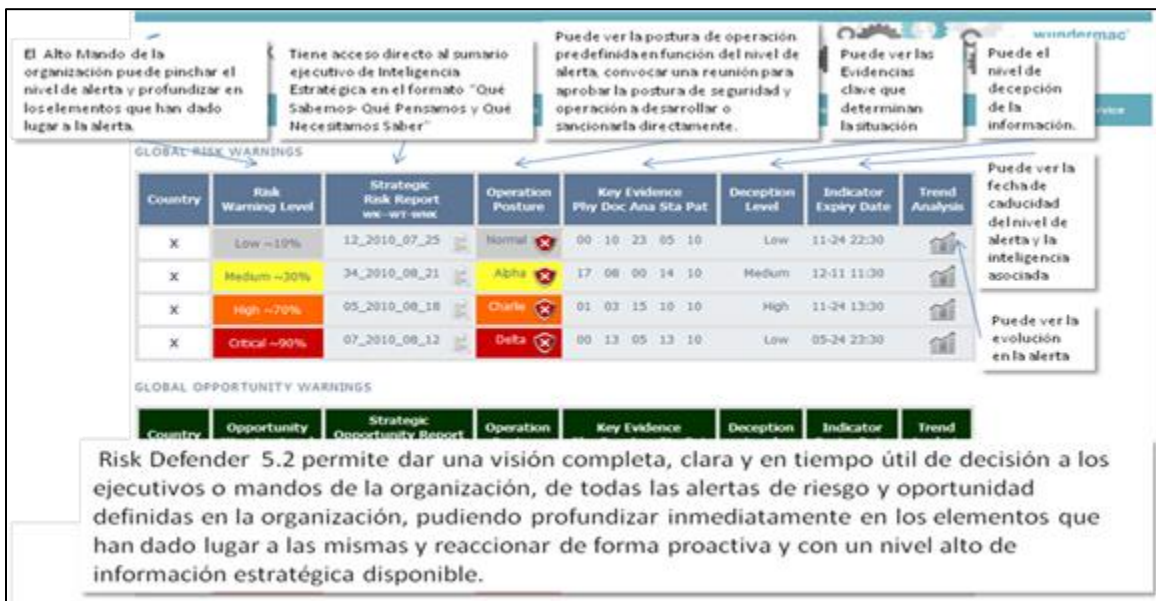 wundermac
El Alto Mando de la
organización puede pinchar el
nivel de alerta y profundizar en
los elementos que han dado
lugar a la alerta.
Tiene acceso directo al sumario
ejecutivo de Inteligencia
Estratégica en el formato "Qué
Sabemos- Qué Pensamos y Qué
Necesitamos Saber"
Puede ver la postura de operación
predefinida en función del nivel de
alerta, convocar una reunión para
aprobar la postura de seguridad y
operación a desarrollar o
sancionarla directamente.
Puede ver las
Evidencias
clave que
determinan
la situación
Puede el
nivel de
decepción
de la
información.
GLOBAL RISK WARNINGS
Country Risk Warning Level Strategic Risk Report WK-WT-WNK Operation Posture Key Evidence Phy Doc Ana Sta Pat Deception Level Indicator Expiry Date Trend Analysis
X Low ~10% 12_2010_07_25 Normal 00 10 23 05 10 Low 11-24 22:30
X Medium ~30% 34_2010_08_21 Alpha 17 08 00 14 10 Medium 12-11 11:30
X High ~70% 05_2010_08_18 Charlie 01 03 15 10 10 High 11-24 13:30
X Critical ~90% 07_2010_08_12 Delta 00 13 05 13 10 Low 05-24 23:30
Puede ver la
fecha de
caducidad
del nivel de
alerta y la
inteligencia
asociada
Puede ver la
evolución
en la alerta
GLOBAL OPPORTUNITY WARNINGS
Country Opportunity Strategic Opportunity Report Operation Key Evidence Deception Indicator Trend
Risk Defender 5.2 permite dar una visión completa, clara y en tiempo útil de decisión a los
ejecutivos o mandos de la organización, de todas las alertas de riesgo y oportunidad
definidas en la organización, pudiendo profundizar inmediatamente en los elementos que
han dado lugar a las mismas y reaccionar de forma proactiva y con un nivel alto de
información estratégica disponible.